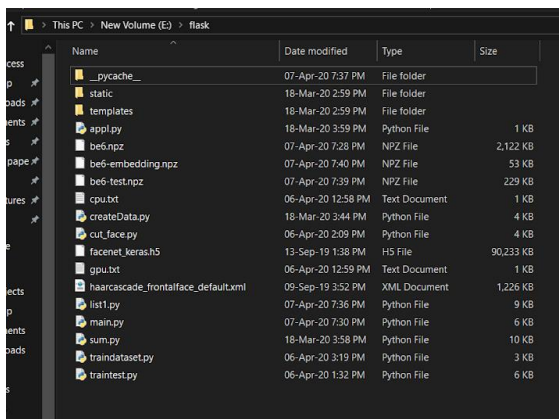 This PC > New Volume (E:) > flask
Name Date modified Type Size
__pycache__ 07-Apr-20 7:37 PM File folder
static 18-Mar-20 2:59 PM File folder
templates 18-Mar-20 2:59 PM File folder
appl.py 18-Mar-20 3:59 PM Python File 1 KB
be6.npz 07-Apr-20 7:28 PM NPZ File 2,122 KB
be6-embedding.npz 07-Apr-20 7:40 PM NPZ File 53 KB
be6-test.npz 07-Apr-20 7:39 PM NPZ File 229 KB
cpu.txt 06-Apr-20 12:58 PM Text Document 1 KB
createData.py 18-Mar-20 3:44 PM Python File 4 KB
cut_face.py 06-Apr-20 2:09 PM Python File 4 KB
facenet_keras.h5 13-Sep-19 1:38 PM H5 File 90,233 KB
gpu.txt 06-Apr-20 12:59 PM Text Document 1 KB
haarcascade_frontalface_default.xml 09-Sep-19 3:52 PM XML Document 1,226 KB
list1.py 07-Apr-20 7:36 PM Python File 9 KB
main.py 07-Apr-20 7:30 PM Python File 6 KB
sum.py 18-Mar-20 3:58 PM Python File 10 KB
traindataset.py 06-Apr-20 3:19 PM Python File 3 KB
traintest.py 06-Apr-20 1:32 PM Python File 6 KB